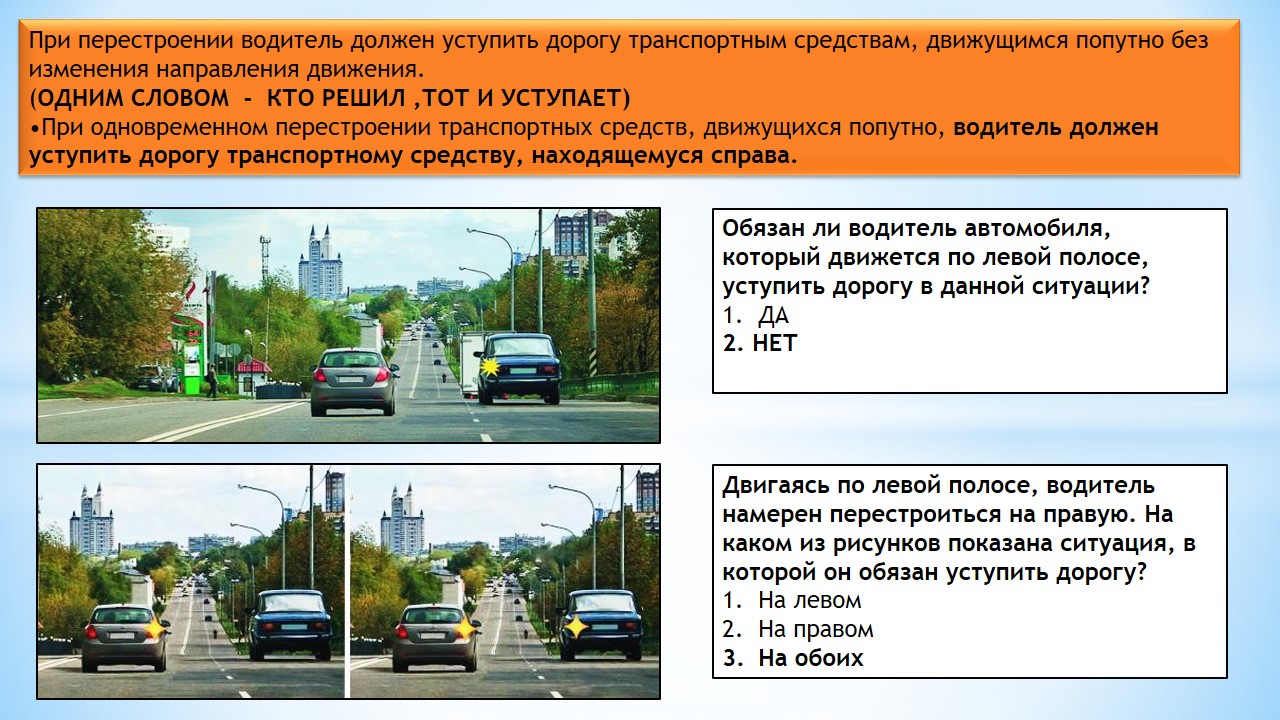 При перестроении водитель должен уступить дорогу транспортным средствам, движущимся попутно без
изменения направления движения.
(ОДНИМ СЛОВОМ  -  КТО РЕШИЛ ,ТОТ И УСТУПАЕТ)
•При одновременном перестроении транспортных средств, движущихся попутно, водитель должен
уступить дорогу транспортному средству, находящемуся справа.
Обязан ли водитель автомобиля,
который движется по левой полосе,
уступить дорогу в данной ситуации?
1.  ДА
2. НЕТ
Двигаясь по левой полосе, водитель
намерен перестроиться на правую. На
каком из рисунков показана ситуация, в
которой он обязан уступить дорогу?
1.  На левом
2.  На правом
3.  На обоих